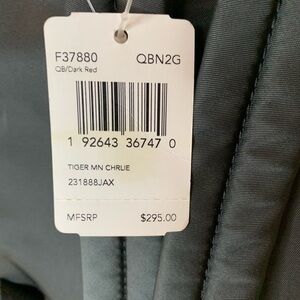 F37880 QBN2G
QB/Dark Red
1 92643 36747 0
TIGER MN CHRLIE
231888JAX
MFSRP $295.00